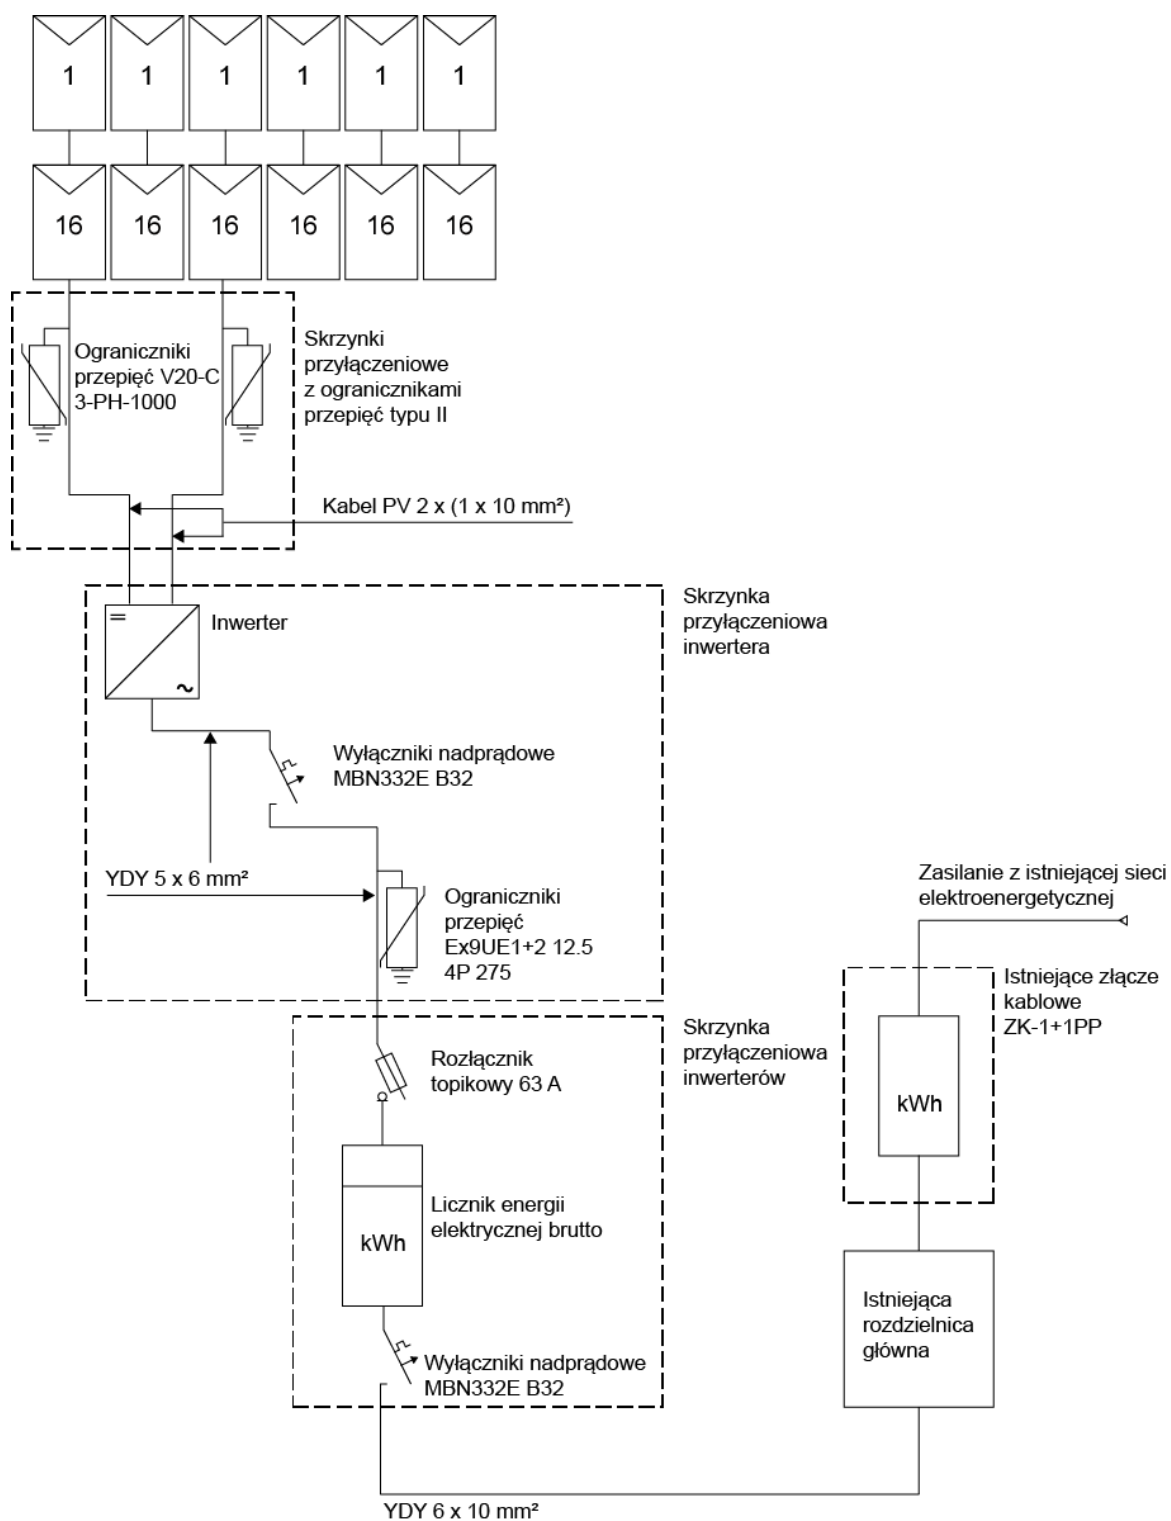 1 1 1 1 1 1
16 16 16 16 16 16
Ograniczniki
przepięć V20-C
3-PH-1000
Skrzynki
przyłączeniowe
z ogranicznikami
przepięć typu II
Kabel PV 2 x (1 x 10 mm²)
Inwerter
Skrzynka
przyłączeniowa
inwertera
Wyłączniki nadprądowe
MBN332E B32
YDY 5 x 6 mm²
Ograniczniki
przepięć
Ex9UE1+2 12.5
4P 275
Zasilanie z istniejącej sieci
elektroenergetycznej
Istniejące złącze
kablowe
ZK-1+1PP
kWh
Skrzynka
przyłączeniowa
inwerterów
Rozłącznik
topikowy 63 A
Licznik energii
elektrycznej brutto
kWh
Istniejąca
rozdzielnica
główna
Wyłączniki nadprądowe
MBN332E B32
YDY 6 x 10 mm²